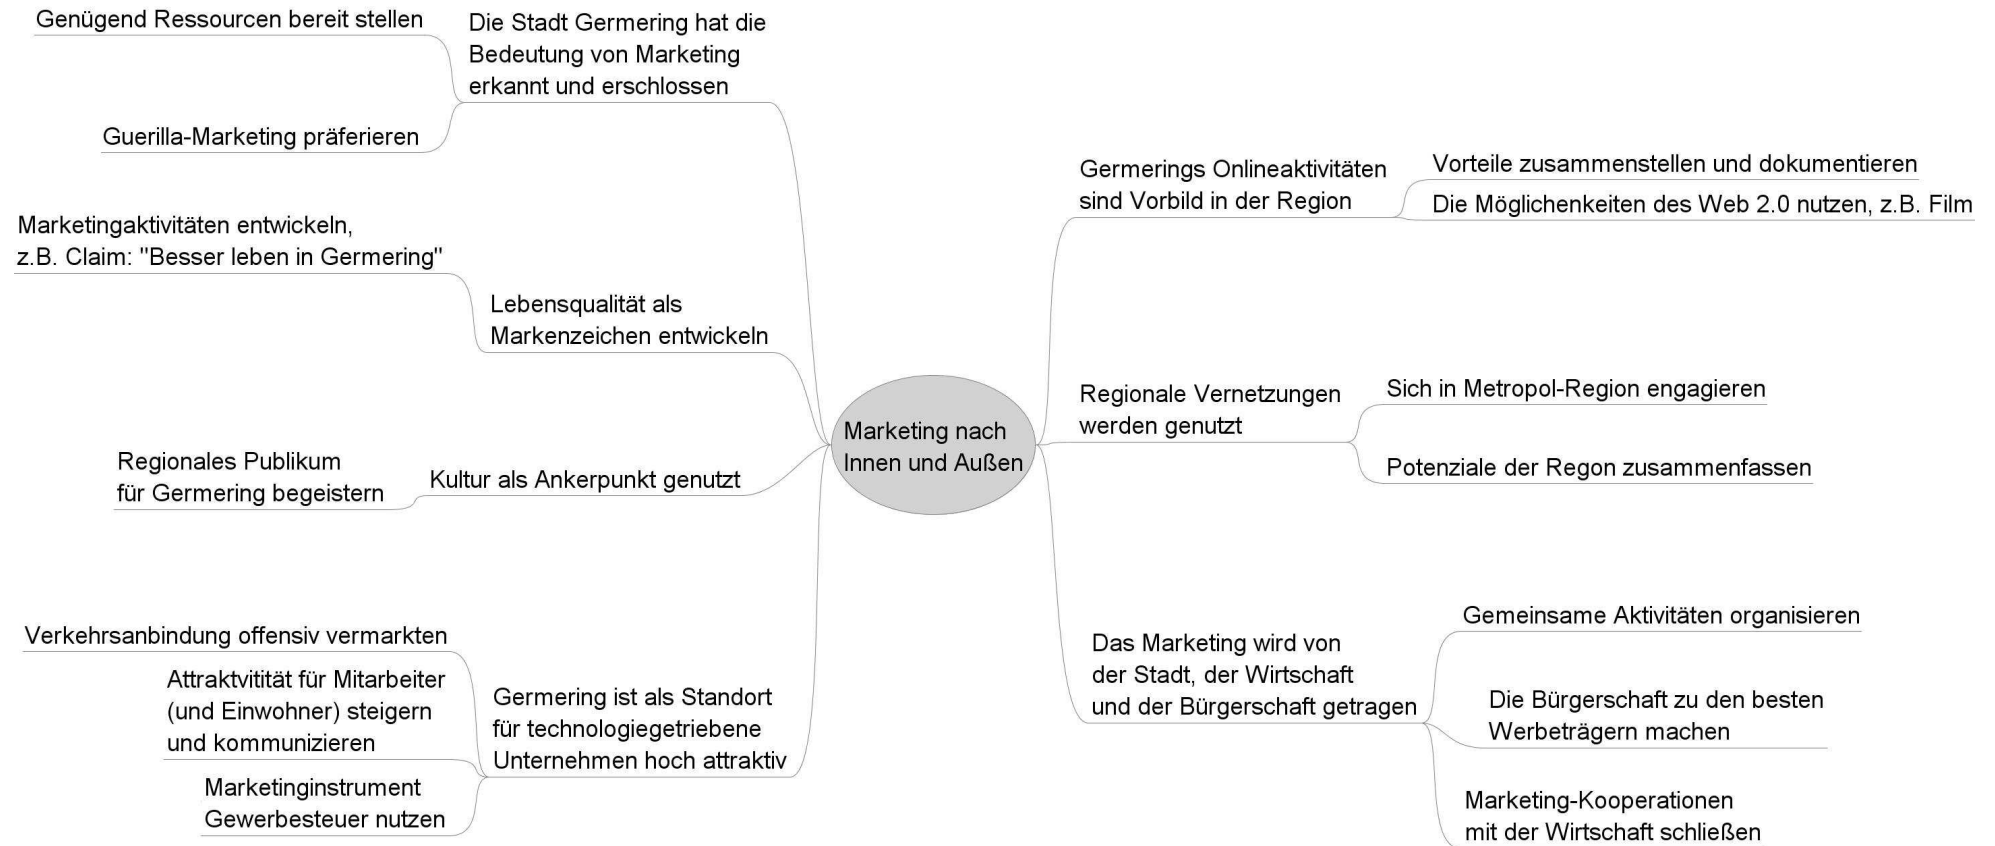 Genügend Ressourcen bereit stellen
Die Stadt Germering hat die
Bedeutung von Marketing
erkannt und erschlossen
Guerilla-Marketing präferieren
Marketingaktivitäten entwickeln,
z.B. Claim: "Besser leben in Germering"
Lebensqualität als
Markenzeichen entwickeln
Regionales Publikum
für Germering begeistern
Kultur als Ankerpunkt genutzt
Verkehrsanbindung offensiv vermarkten
Attraktvitität für Mitarbeiter
(und Einwohner) steigern
und kommunizieren
Marketinginstrument
Gewerbesteuer nutzen
Germering ist als Standort
für technologiegetriebene
Unternehmen hoch attraktiv
Marketing nach
Innen und Außen
Germerings Onlineaktivitäten
sind Vorbild in der Region
Vorteile zusammenstellen und dokumentieren
Die Möglichenkeiten des Web 2.0 nutzen, z.B. Film
Regionale Vernetzungen
werden genutzt
Sich in Metropol-Region engagieren
Potenziale der Regon zusammenfassen
Das Marketing wird von
der Stadt, der Wirtschaft
und der Bürgerschaft getragen
Gemeinsame Aktivitäten organisieren
Die Bürgerschaft zu den besten
Werbeträgern machen
Marketing-Kooperationen
mit der Wirtschaft schließen